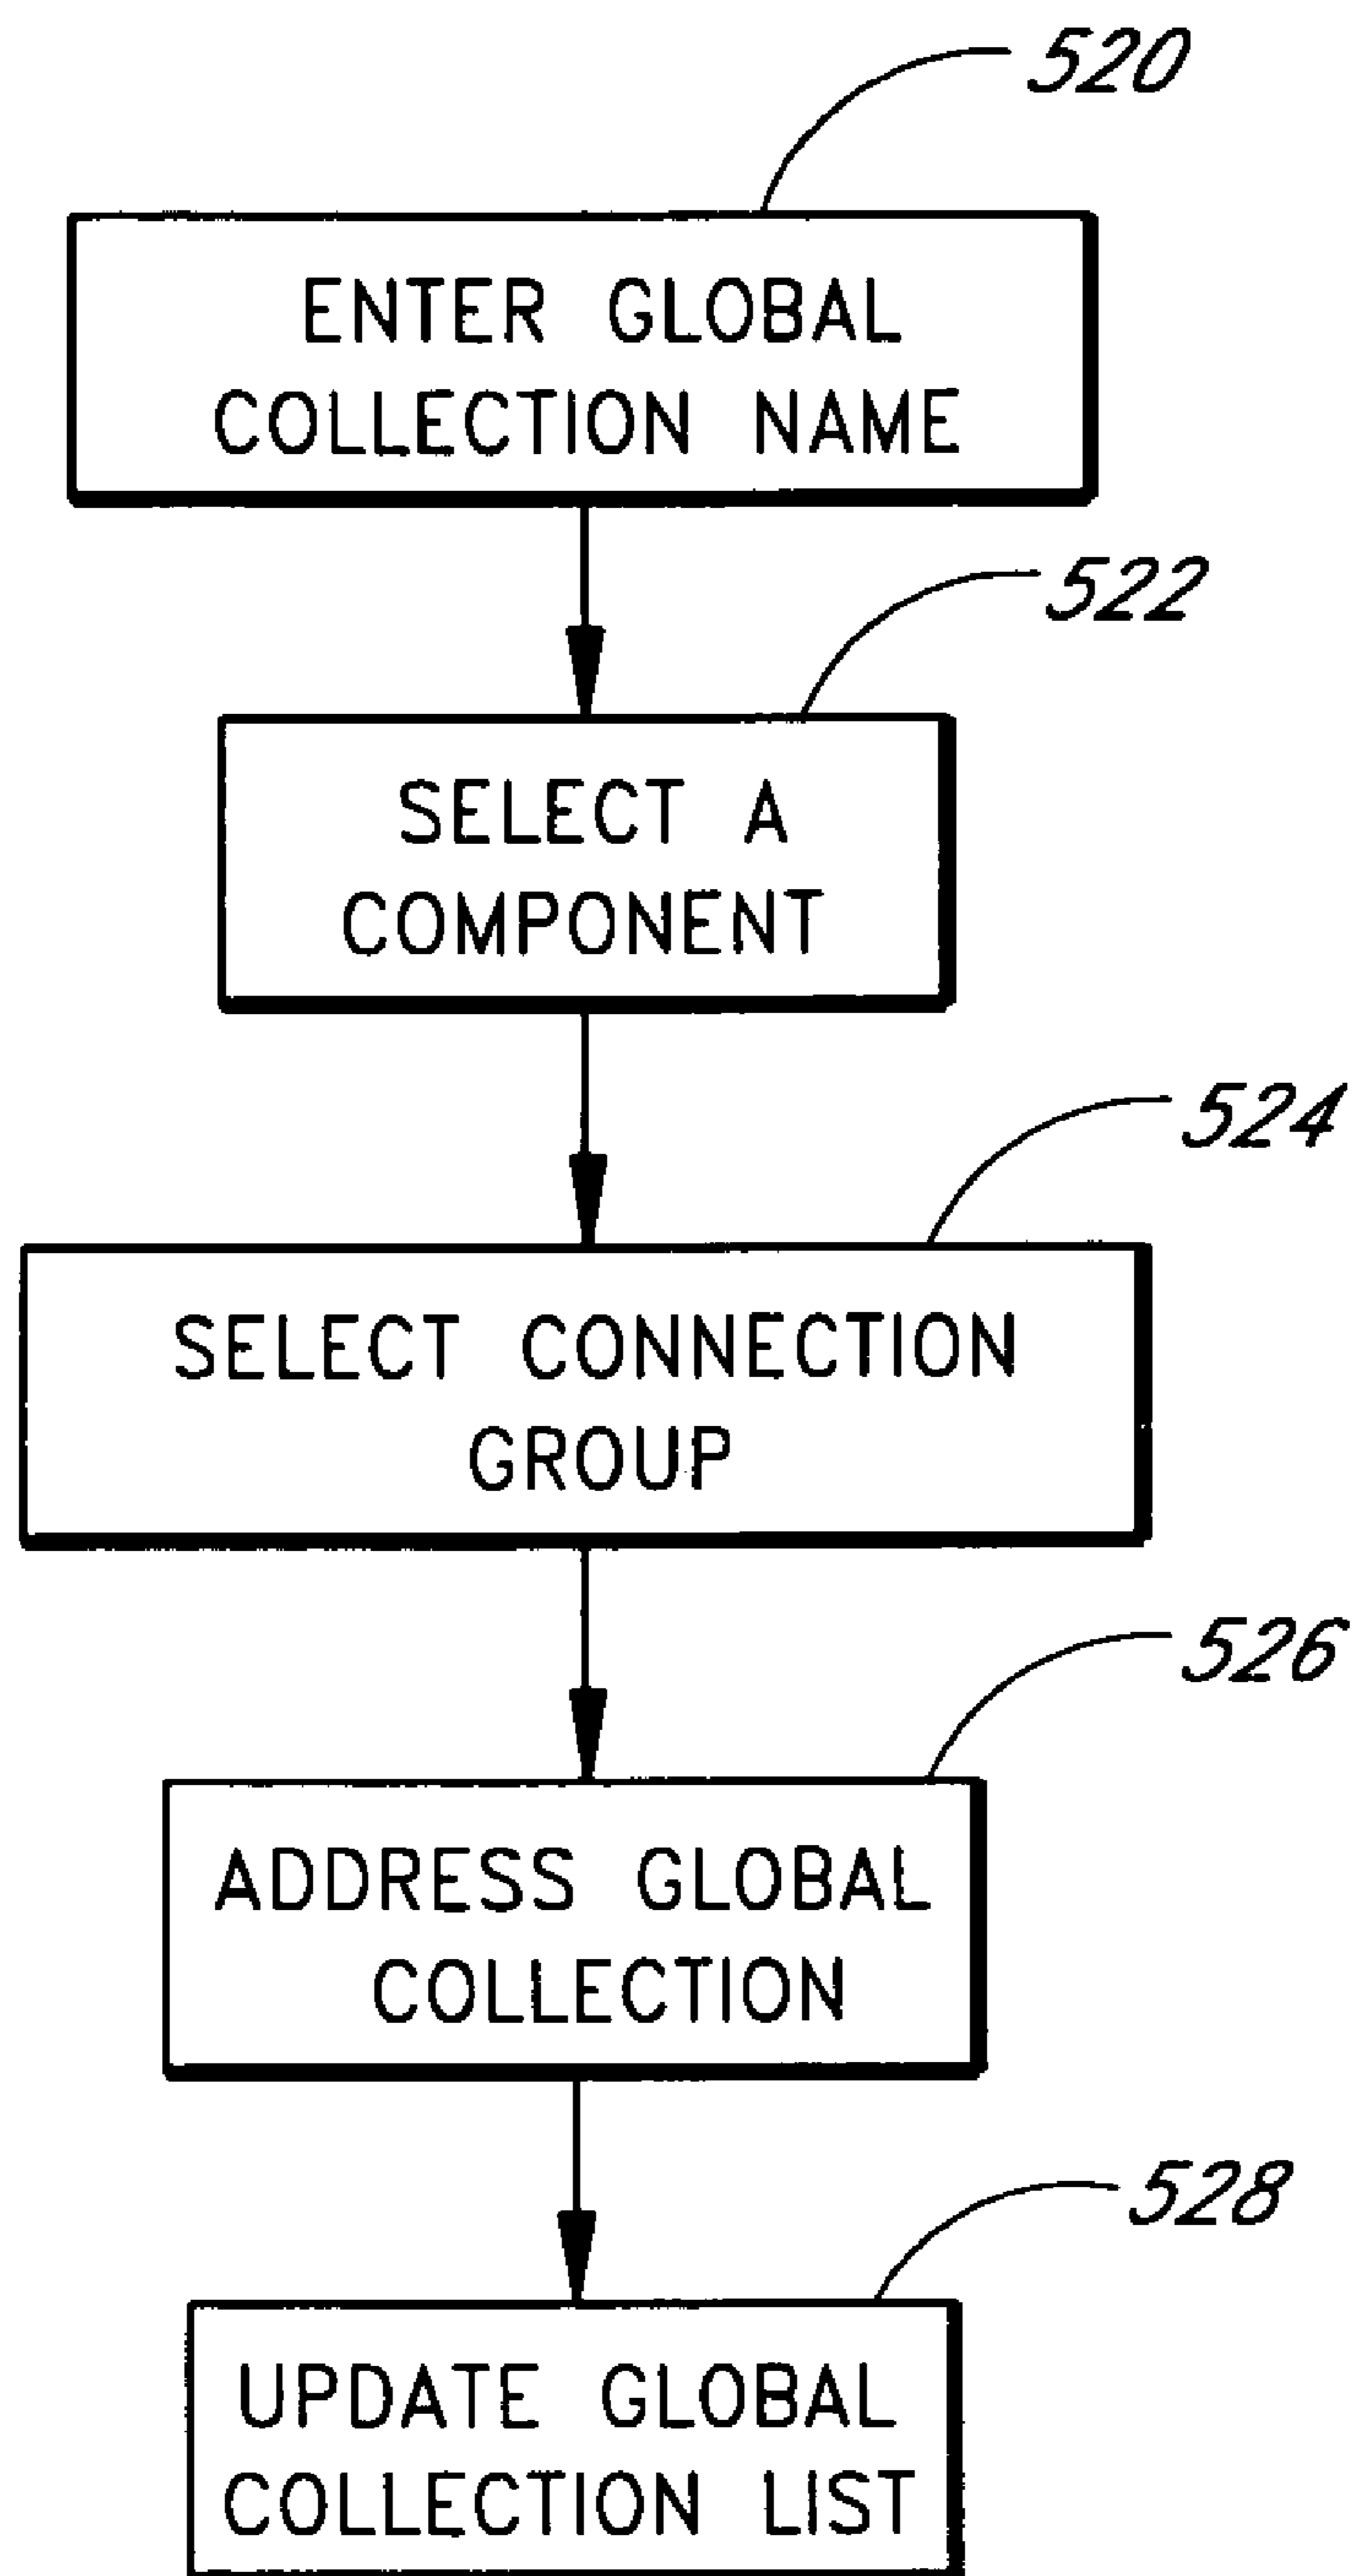 520
ENTER GLOBAL
COLLECTION NAME
522
SELECT A
COMPONENT
524
SELECT CONNECTION
GROUP
526
ADDRESS GLOBAL
COLLECTION
528
UPDATE GLOBAL
COLLECTION LIST